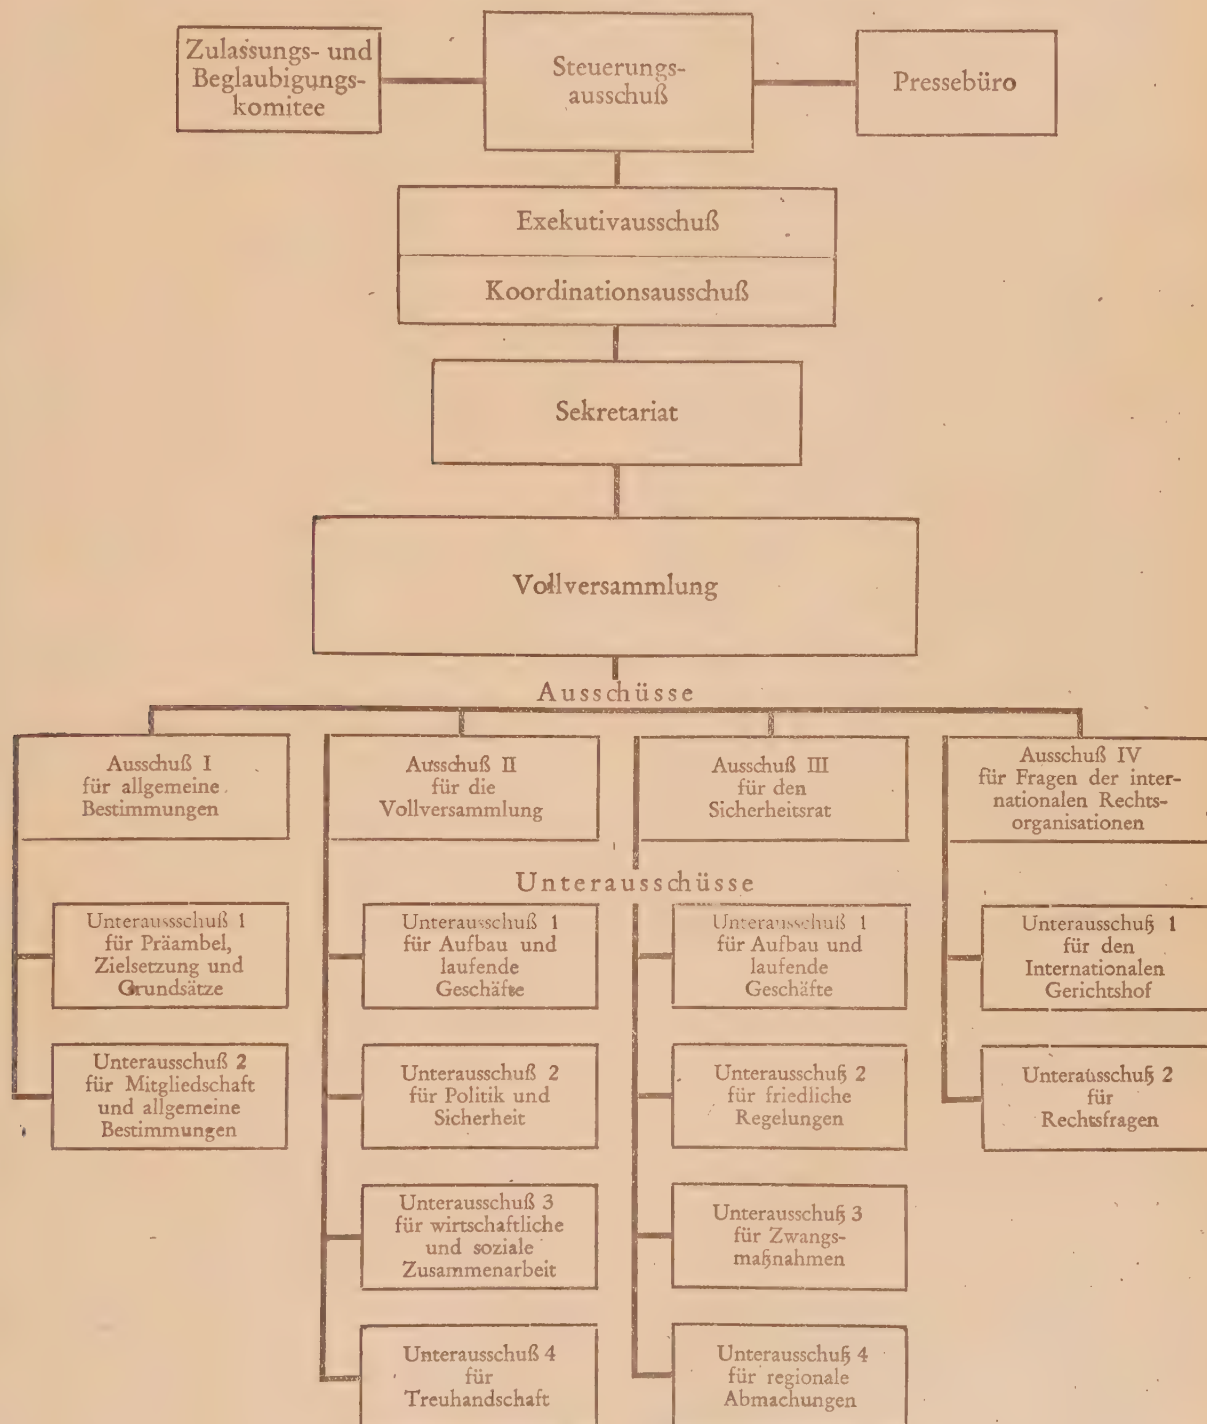 Zulassungs- und
Beglaubigungs-
komitee
Steuerungs-
ausschuß
Pressebüro
Exekutivausschuß
Koordinationsausschuß
Sekretariat
Vollversammlung
Ausschüsse
Ausschuß I
für allgemeine
Bestimmungen
Ausschuß II
für die
Vollversammlung
Ausschuß III
für den
Sicherheitsrat
Ausschuß IV
für Fragen der inter-
nationalen Rechts-
organisationen
Unterausschüsse
Unteraussschuß 1
für Präambel,
Zielsetzung und
Grundsätze
Unterausschuß 1
für Aufbau und
laufende
Geschäfte
Unterausschuß 1
für Aufbau und
laufende
Geschäfte
Unterausschuß 1
für den
Internationalen
Gerichtshof
Unterausschuß 2
für Mitgliedschaft
und allgemeine
Bestimmungen
Unterausschuß 2
für Politik und
Sicherheit
Unterausschuß 2
für friedliche
Regelungen
Unterausschuß 2
für
Rechtsfragen
Unterausschuß 3
für wirtschaftliche
und soziale
Zusammenarbeit
Unterausschuß 3
für Zwangs-
maßnahmen
Unterausschuß 4
für
Treuhandschaft
Unterausschuß 4
für regionale
Abmachungen